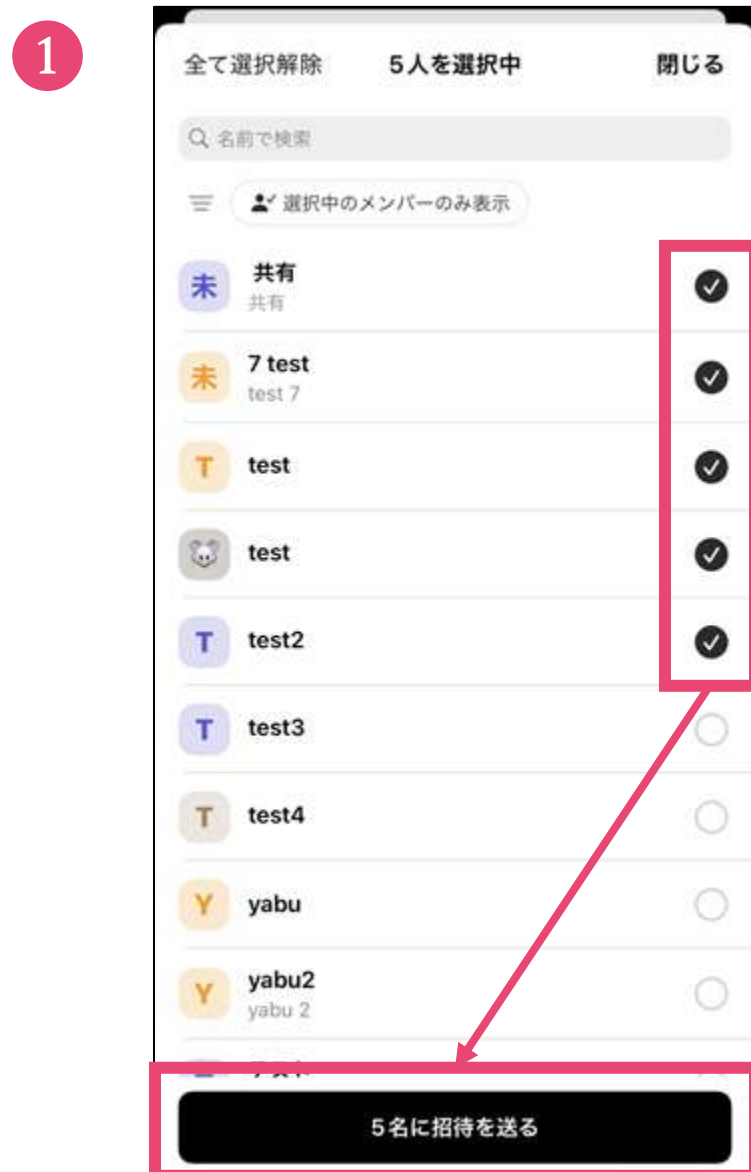 1
全て選択解除 5人を選択中 閉じる
名前で検索
選択中のメンバーのみ表示
未 共有
共有
未 7 test
test 7
T test
test
T test2
T test3
T test4
Y yabu
Y yabu2
yabu 2
5名に招待を送る